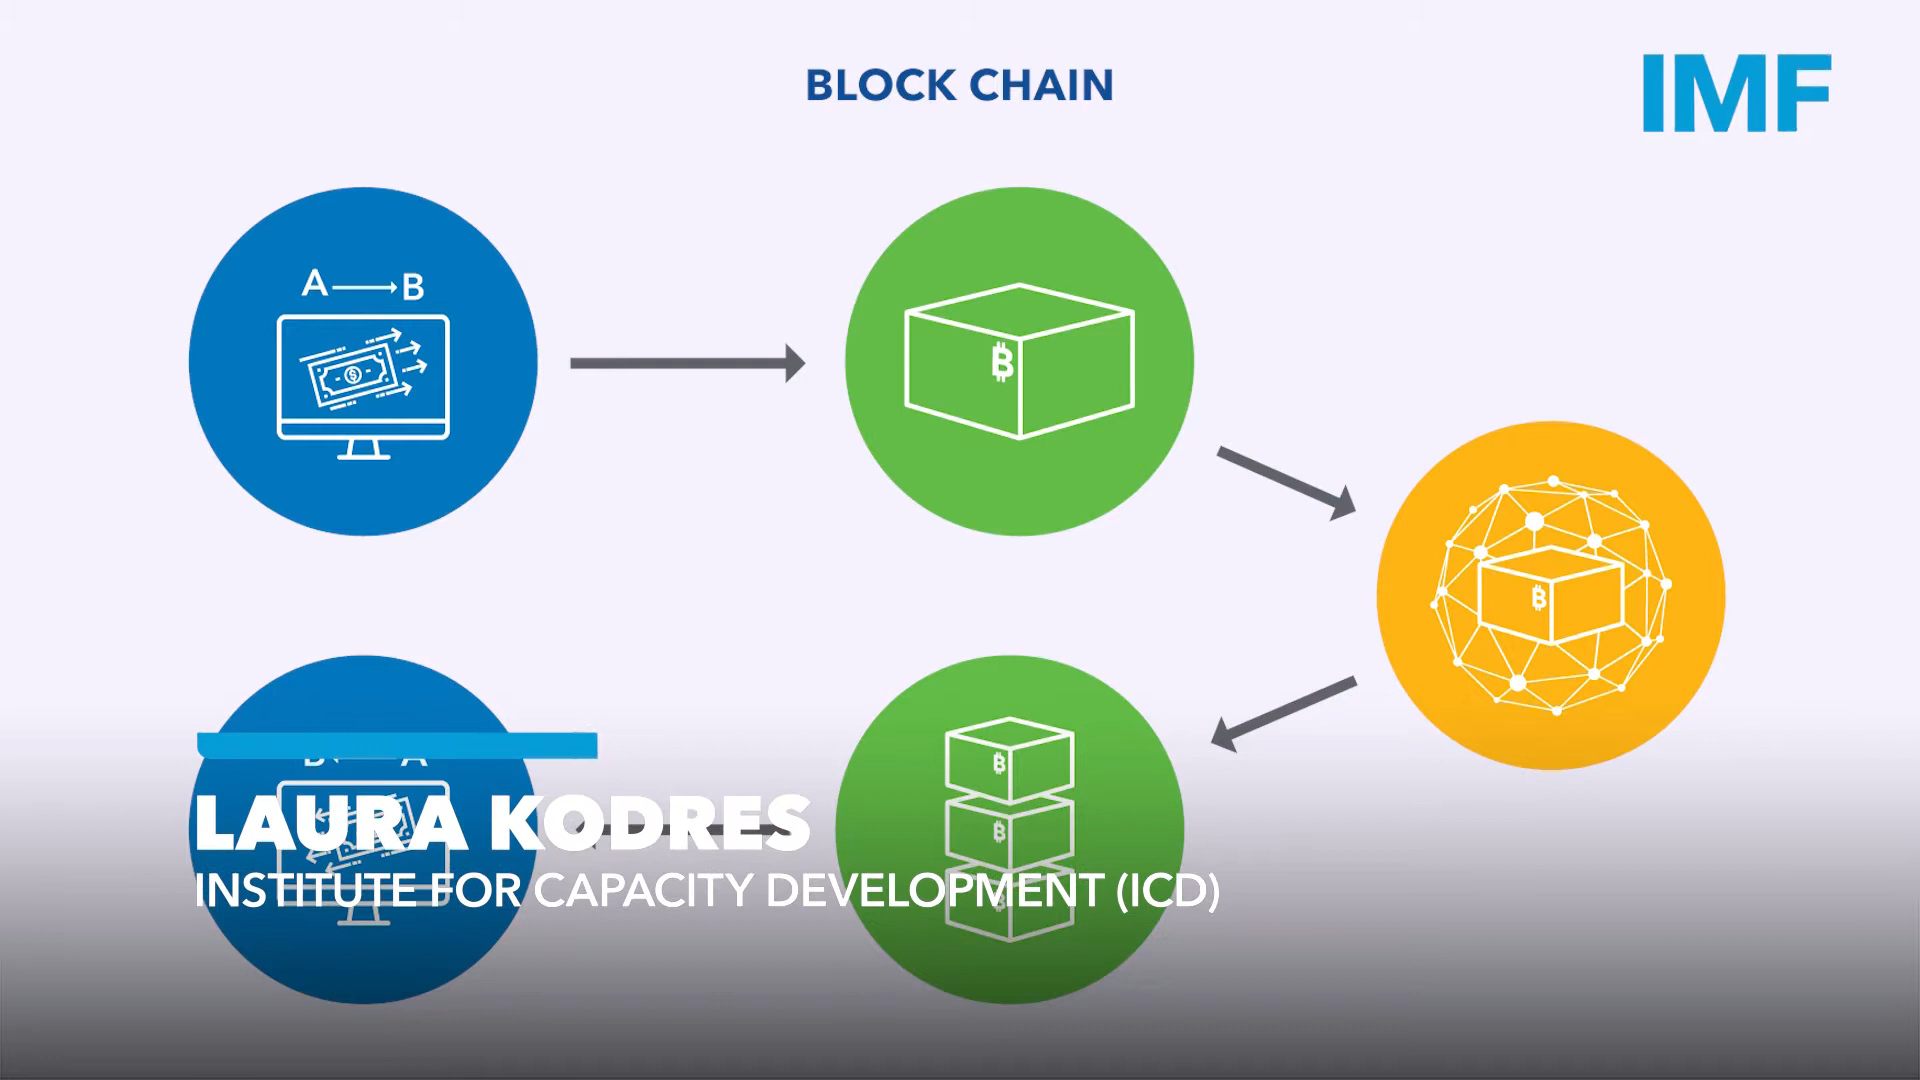 BLOCK CHAIN
IMF
A B
B A
LAURA KODRES
INSTITUTE FOR CAPACITY DEVELOPMENT (ICD)